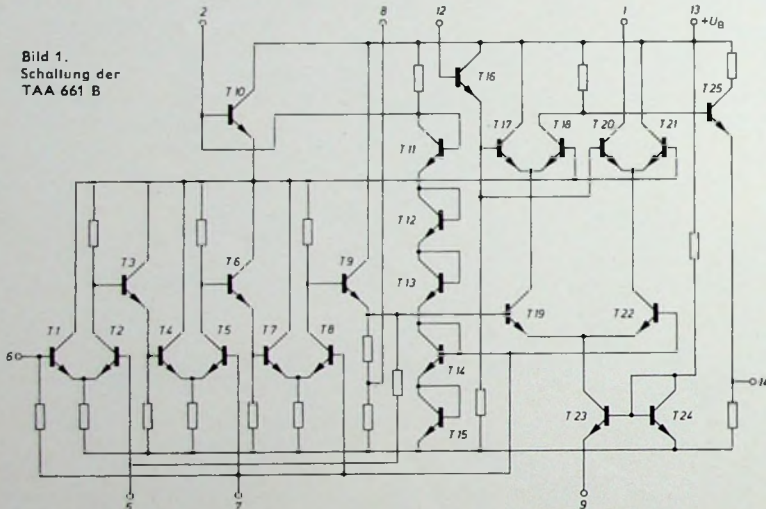 Bild 1.
Schaltung der
TAA 661 B
2
8
12
1
13
+U_B
T10
T16
T25
T11
T17
T18
T20
T21
T12
T3
T6
T9
T13
T19
T22
T1
T2
T4
T5
T7
T8
6
T14
14
T15
T23
T24
5
7
9